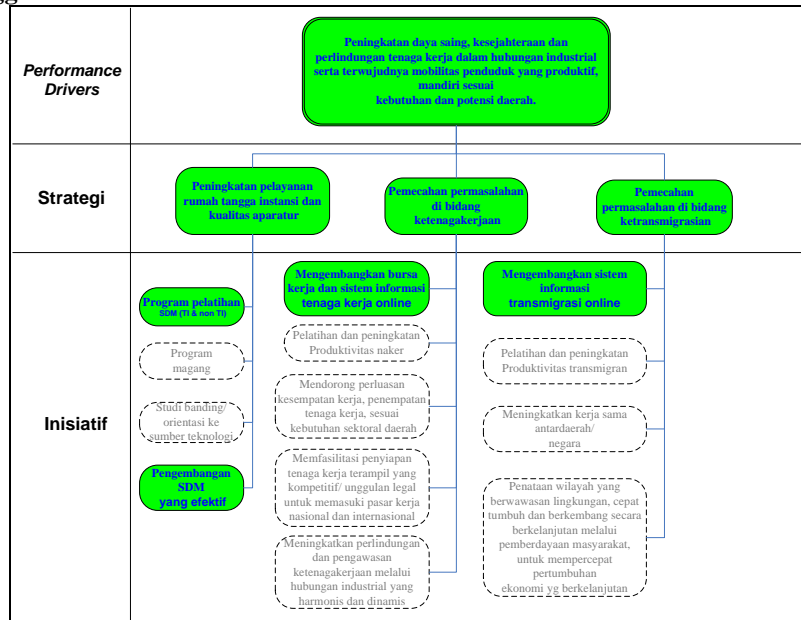 Performance
Drivers
Peningkatan daya saing, kesejahteraan dan
perlindungan tenaga kerja dalam hubungan industrial
serta terwujudnya mobilitas penduduk yang produktif,
mandiri sesuai
kebutuhan dan potensi daerah.
Strategi
Peningkatan pelayanan
rumah tangga instansi dan
kualitas aparatur
Pemecahan permasalahan
di bidang
ketenagakerjaan
Pemecahan
permasalahan di bidang
ketransmigrasian
Inisiatif
Program pelatihan
SDM (TI & non TI)
Program
magang
Studi banding/
orientasi ke
sumber teknologi
Pengembangan
SDM
yang efektif
Mengembangkan bursa
kerja dan sistem informasi
tenaga kerja online
Pelatihan dan peningkatan
Produktivitas naker
Mendorong perluasan
kesempatan kerja, penempatan
tenaga kerja, sesuai
kebutuhan sektoral daerah
Memfasilitasi penyiapan
tenaga kerja terampil yang
kompetitif/ unggulan legal
untuk memasuki pasar kerja
nasional dan internasional
Meningkatkan perlindungan
dan pengawasan
ketenagakerjaan melalui
hubungan industrial yang
harmonis dan dinamis
Mengembangkan sistem
informasi
transmigrasi online
Pelatihan dan peningkatan
Produktivitas transmigran
Meningkatkan kerja sama
antardaerah/
negara
Penataan wilayah yang
berwawasan lingkungan, cepat
tumbuh dan berkembang secara
berkelanjutan melalui
pemberdayaan masyarakat,
untuk mempercepat
pertumbuhan
ekonomi yg berkelanjutan